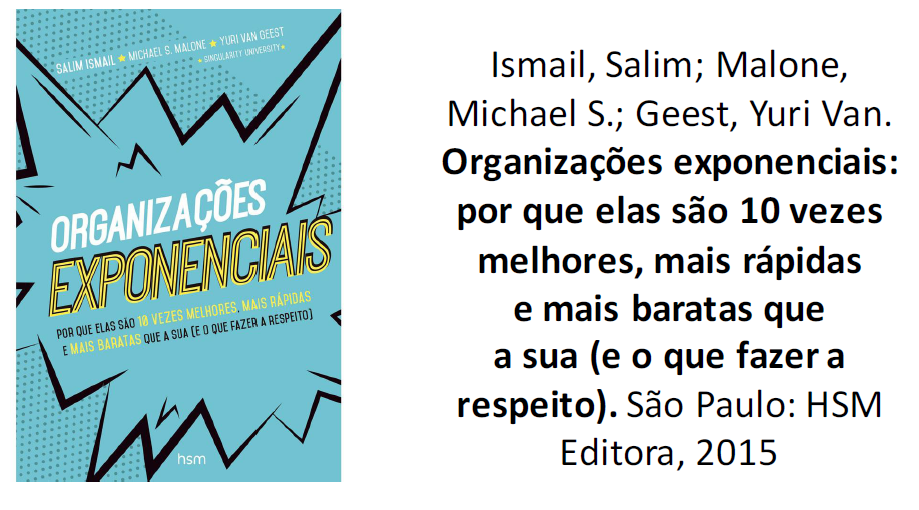 SALIM ISMAIL ★ MICHAEL S. MALONE ★ YURI VAN GEEST
★ SINGULARITY UNIVERSITY ★
ORGANIZAÇÕES
EXPONENCIAIS
POR QUE ELAS SÃO 10 VEZES MELHORES, MAIS RÁPIDAS
E MAIS BARATAS QUE A SUA (E O QUE FAZER A RESPEITO)
hsm
Ismail, Salim; Malone,
Michael S.; Geest, Yuri Van.
Organizações exponenciais:
por que elas são 10 vezes
melhores, mais rápidas
e mais baratas que
a sua (e o que fazer a
respeito). São Paulo: HSM
Editora, 2015